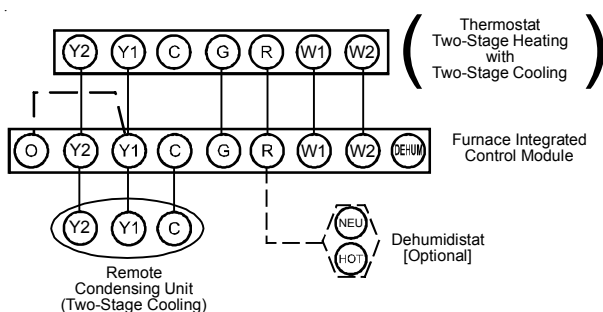 Y2 Y1 C G R W1 W2
Thermostat
Two-Stage Heating
with
Two-Stage Cooling
O Y2 Y1 C G R W1 W2 DEHUM
Furnace Integrated
Control Module
Y2 Y1 C
NEU
HOT
Dehumidistat
[Optional]
Remote
Condensing Unit
(Two-Stage Cooling)